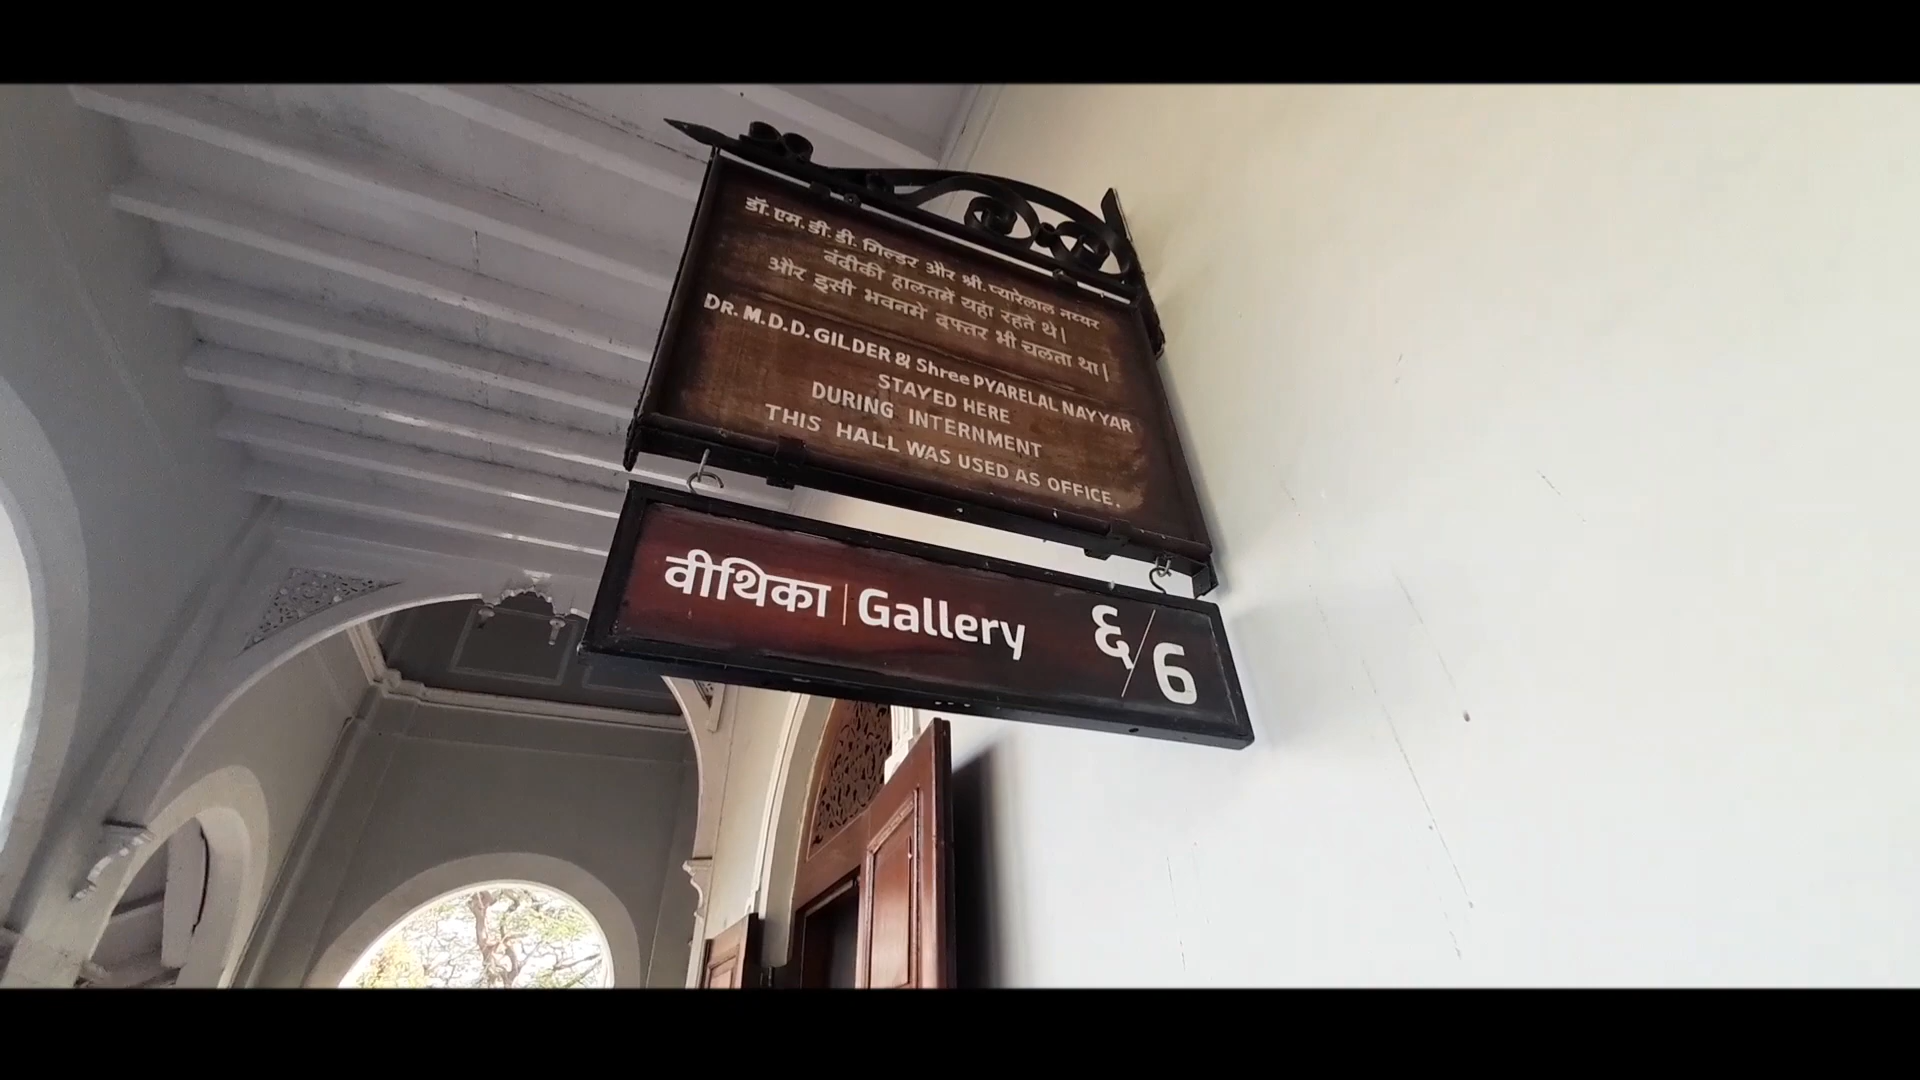 डॉ. एम. डी. डी. गिल्डर और श्री. प्यारेलाल नय्यर
बंदीकी हालतमें यहां रहते थे|
और इसी भवनमें दफ्तर भी चलता था|
DR. M.D.D. GILDER & Shree PYARELAL NAYYAR
STAYED HERE
DURING INTERNMENT
THIS HALL WAS USED AS OFFICE.
वीथिका | Gallery ६/6